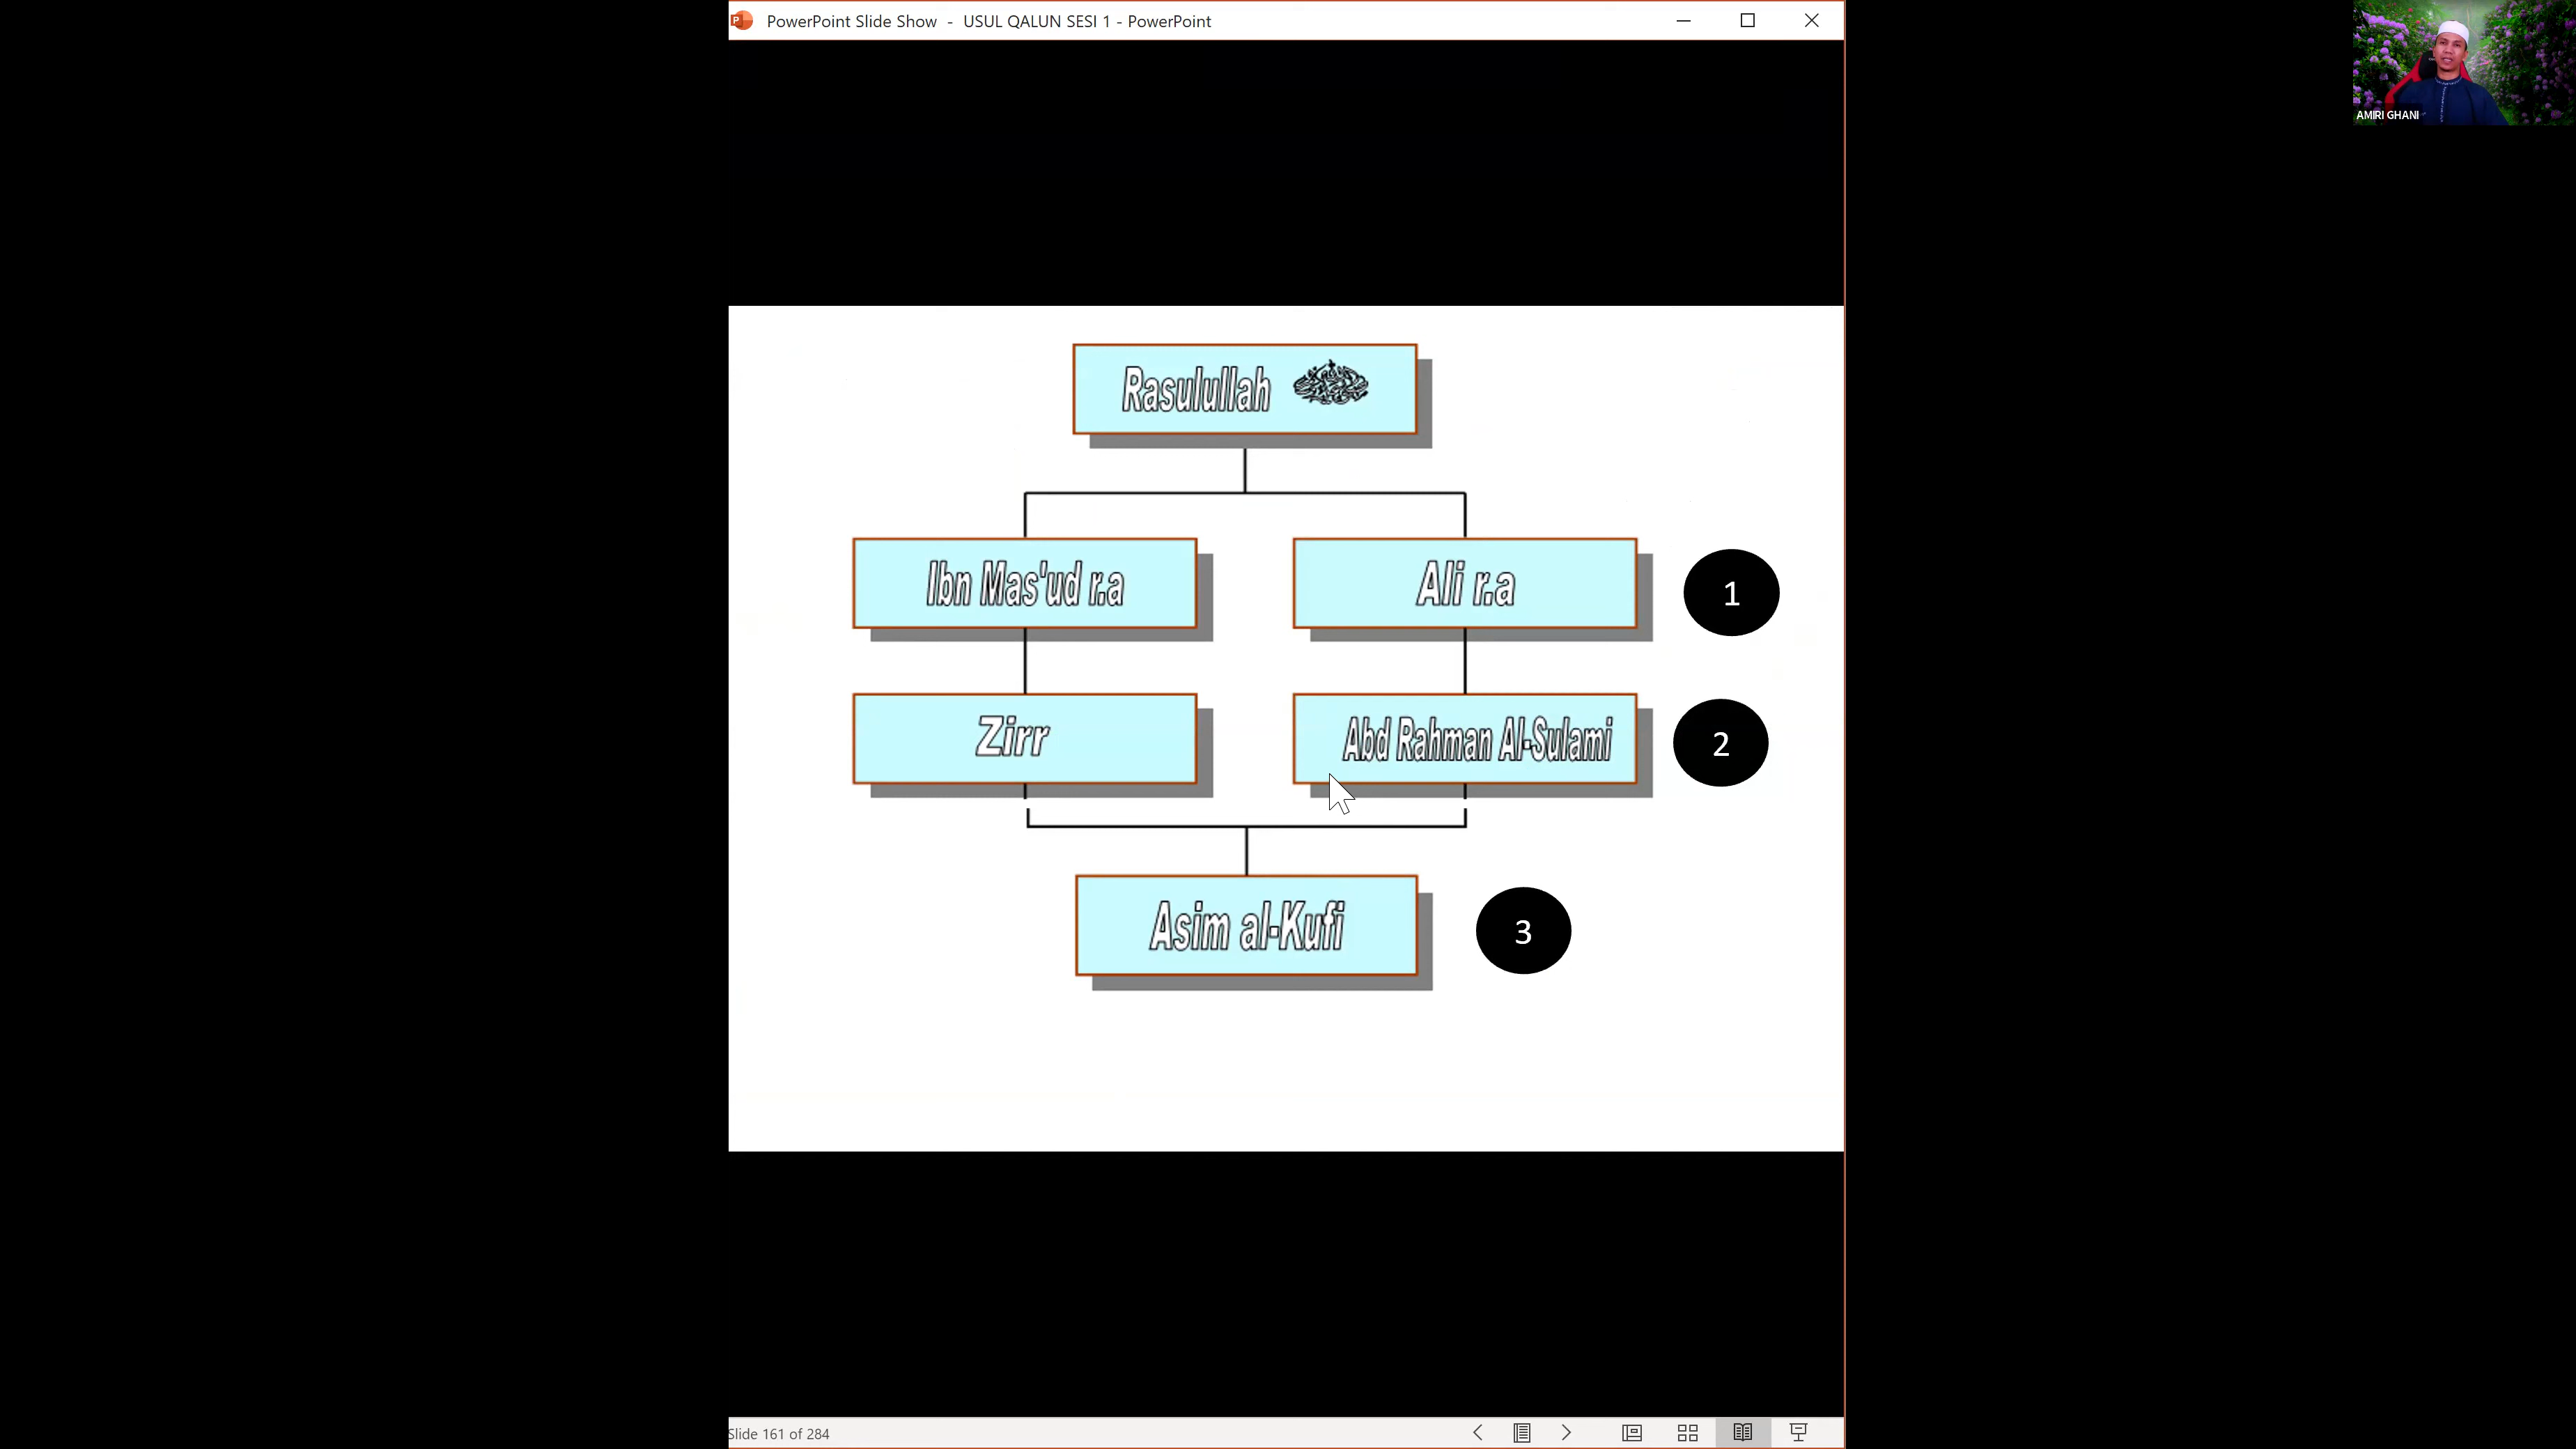 PowerPoint Slide Show - USUL QALUN SESI 1 - PowerPoint
AMIRI GHANI
Rasulullah
Ibn Mas'ud r.a
Ali r.a
1
Zirr
Abd Rahman Al-Sulami
2
Asim al-Kufi
3
Slide 161 of 284